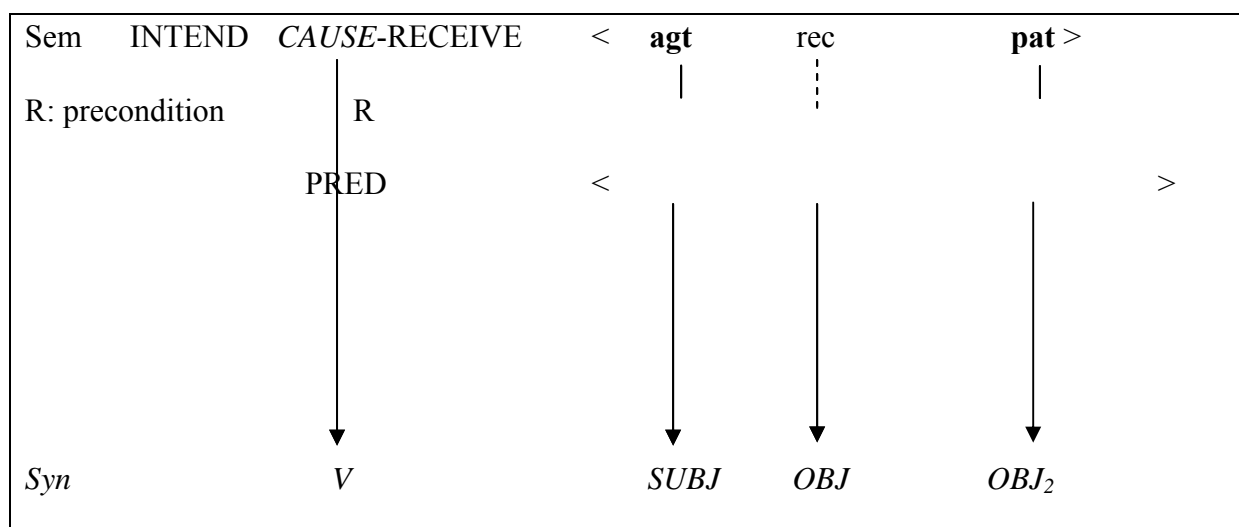 Sem INTEND CAUSE-RECEIVE < agt rec pat >
R: precondition R
PRED < >
Syn V SUBJ OBJ OBJ₂